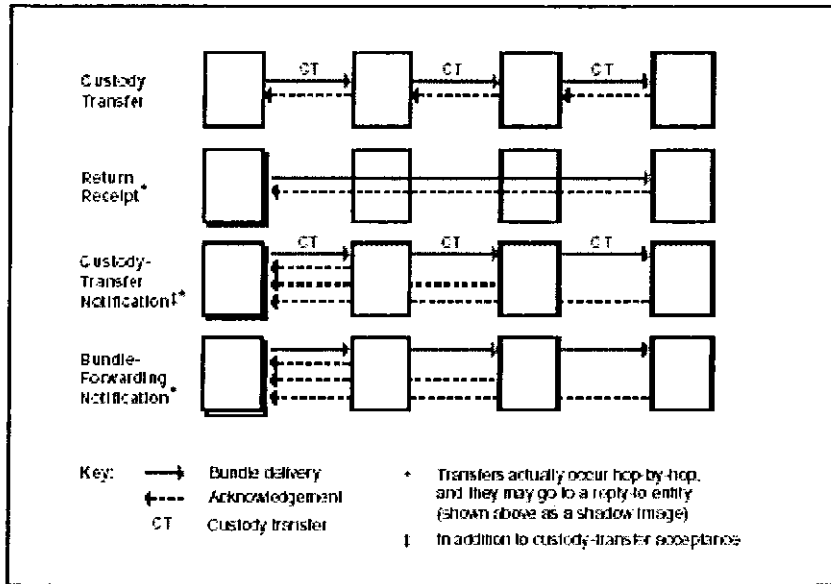 CT CT CT
Custody
Transfer
Return
Receipt*
CT CT CT
Custody-
Transfer
Notification‡*
Bundle-
Forwarding
Notification*
Key:
Bundle delivery
Acknowledgement
CT Custody transfer
* Transfers actually occur hop-by-hop,
and they may go to a reply-to entity
(shown above as a shadow image)
‡ In addition to custody-transfer acceptance